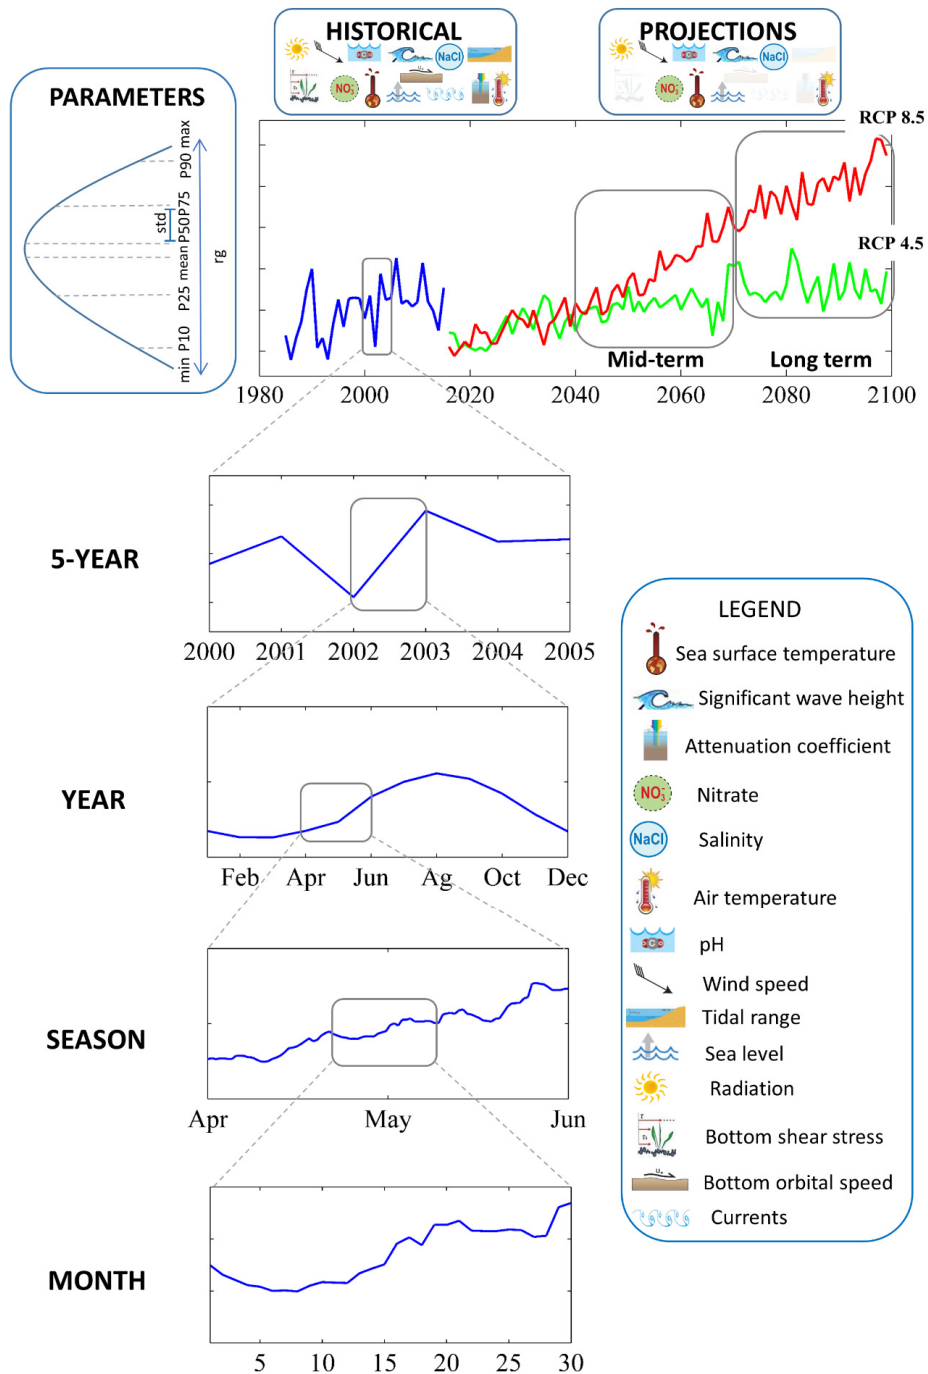 HISTORICAL
NaCl
NO₃⁻
PROJECTIONS
NaCl
NO₃⁻
PARAMETERS
max
P90
P75
std
P50
mean
P25
P10
min
rg
RCP 8.5
RCP 4.5
Mid-term
Long term
1980 2000 2020 2040 2060 2080 2100
5-YEAR
2000 2001 2002 2003 2004 2005
YEAR
Feb Apr Jun Ag Oct Dec
SEASON
Apr May Jun
MONTH
5 10 15 20 25 30
LEGEND
Sea surface temperature
Significant wave height
Attenuation coefficient
NO₃⁻ Nitrate
NaCl Salinity
Air temperature
C pH
Wind speed
Tidal range
Sea level
Radiation
Bottom shear stress
Bottom orbital speed
Currents